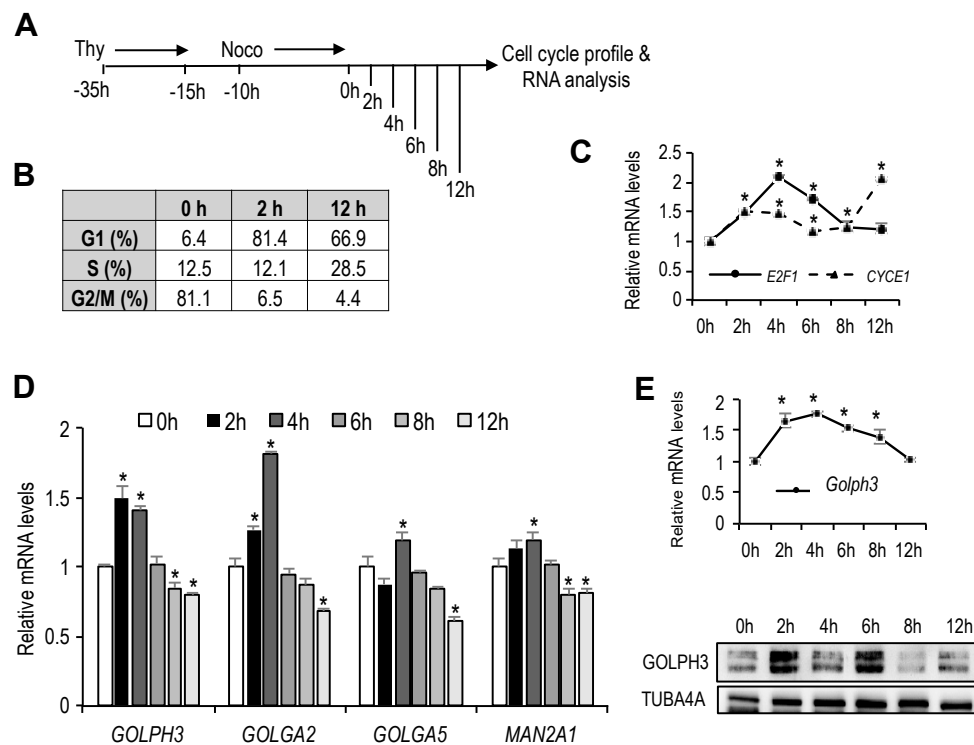 A
Thy
Noco
Cell cycle profile &
RNA analysis
-35h
-15h
-10h
0h
2h
4h
6h
8h
12h
B
0 h 2 h 12 h
G1 (%) 6.4 81.4 66.9
S (%) 12.5 12.1 28.5
G2/M (%) 81.1 6.5 4.4
C
Relative mRNA levels
2.5
2
1.5
1
0.5
0
* * * * *
* *
E2F1
CYCE1
0h 2h 4h 6h 8h 12h
D
0h 2h 4h 6h 8h 12h
Relative mRNA levels
2
1.5
1
0.5
0
* * * * * * * * * * * *
GOLPH3 GOLGA2 GOLGA5 MAN2A1
E
Relative mRNA levels
2
1.5
1
0.5
* * * *
Golph3
0h 2h 4h 6h 8h 12h
0h 2h 4h 6h 8h 12h
GOLPH3
TUBA4A